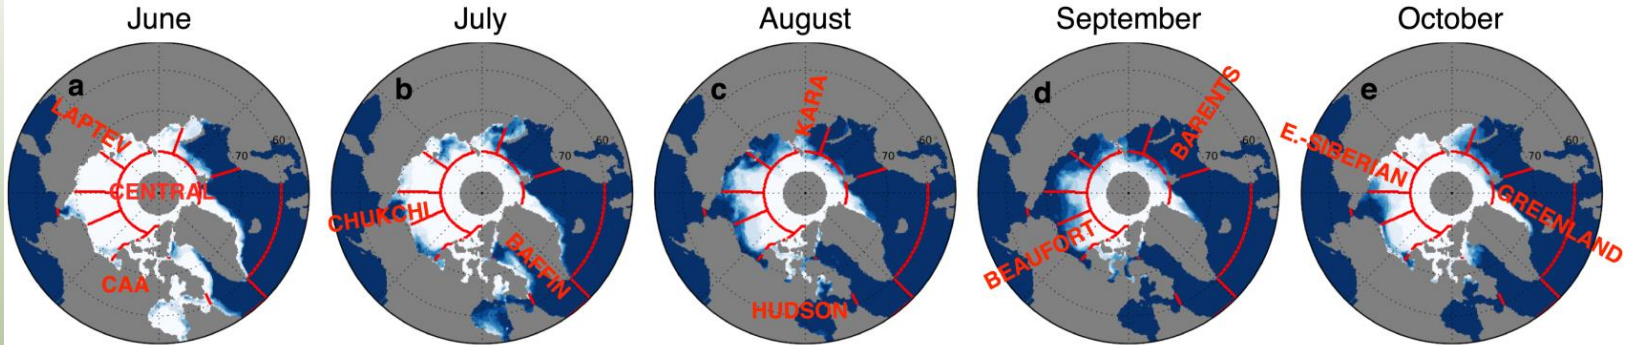 June
July
August
September
October
a
LAPTEV
CENTRAL
CAA
70
60
b
CHUKCHI
BAFFIN
70
60
c
KARA
HUDSON
70
60
d
BARENTS
BEAUFORT
70
60
e
E.-SIBERIAN
GREENLAND
70
60